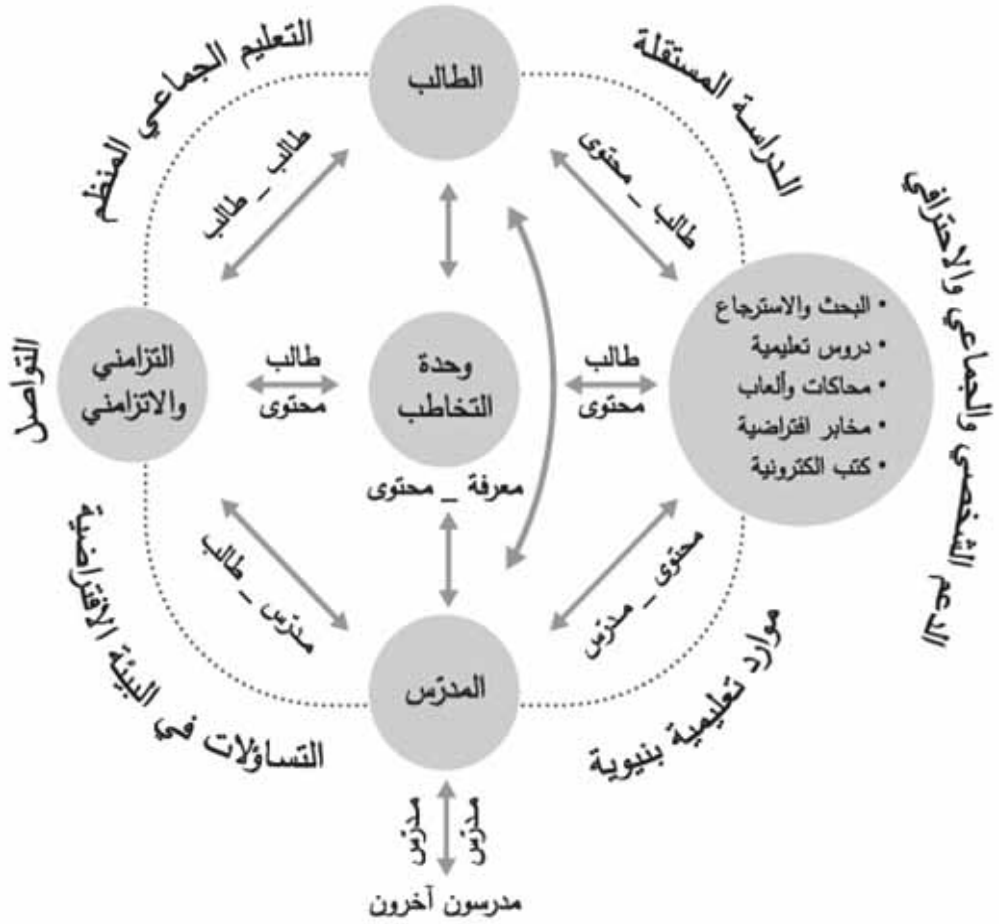 التعليم الجماعي المنظم
الطالب
الدراسة المستقلة
طالب _ طالب
طالب _ محتوى
الدعم الشخصي والجماعي والاحترافي
التواصل
التزامني
والاتزامني
طالب
محتوى
وحدة
التخاطب
معرفة _ محتوى
طالب
محتوى
• البحث والاسترجاع
• دروس تعليمية
• محاكات وألعاب
• مخابر افتراضية
• كتب الكترونية
مدرّس _ طالب
محتوى _ مدرّس
المدرّس
التساؤلات في البيئة الافتراضية
موارد تعليمية بنيوية
مدرّس
مدرّس
مدرسون آخرون